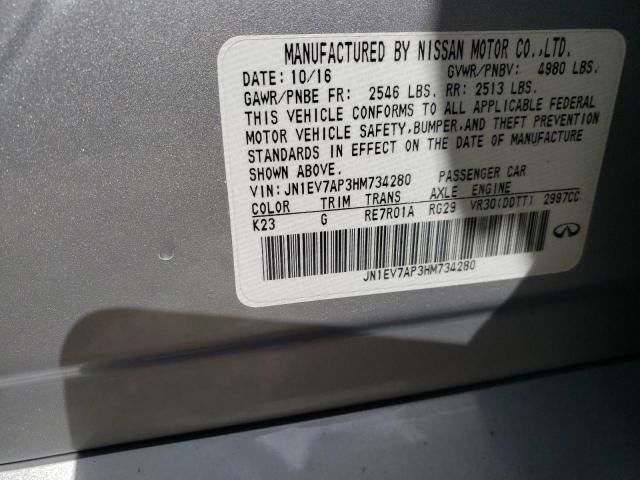 MANUFACTURED BY NISSAN MOTOR CO.,LTD.
DATE: 10/16 GVWR/PNBV: 4980 LBS.
GAWR/PNBE FR: 2546 LBS. RR: 2513 LBS.
THIS VEHICLE CONFORMS TO ALL APPLICABLE FEDERAL
MOTOR VEHICLE SAFETY,BUMPER,AND THEFT PREVENTION
STANDARDS IN EFFECT ON THE DATE OF MANUFACTURE
SHOWN ABOVE.
VIN: JN1EV7AP3HM734280 PASSENGER CAR
COLOR TRIM TRANS AXLE ENGINE
K23 G RE7R01A RG29 VR30(DDTT) 2997CC
JN1EV7AP3HM734280